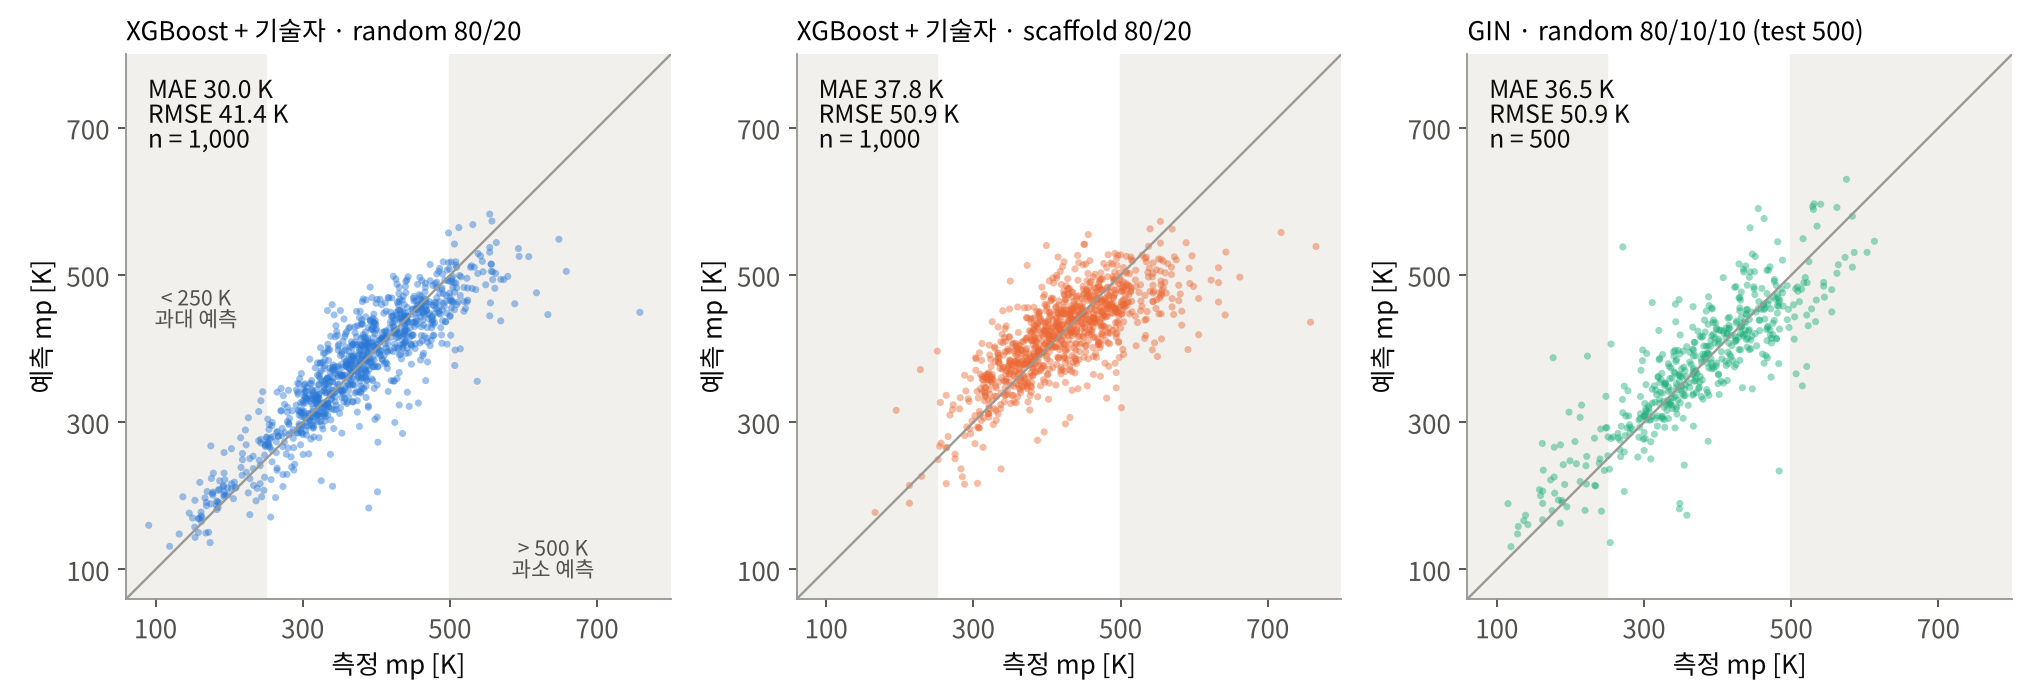 XGBoost + 기술자 · random 80/20
MAE 30.0 K
RMSE 41.4 K
n = 1,000
< 250 K
과대 예측
> 500 K
과소 예측
700
500
300
100
100
300
500
700
예측 mp [K]
측정 mp [K]
XGBoost + 기술자 · scaffold 80/20
MAE 37.8 K
RMSE 50.9 K
n = 1,000
700
500
300
100
100
300
500
700
예측 mp [K]
측정 mp [K]
GIN · random 80/10/10 (test 500)
MAE 36.5 K
RMSE 50.9 K
n = 500
700
500
300
100
100
300
500
700
예측 mp [K]
측정 mp [K]